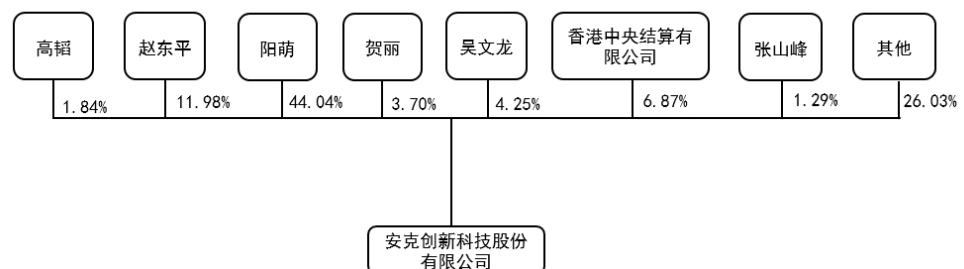 高韬
赵东平
阳萌
贺丽
吴文龙
香港中央结算有
限公司
张山峰
其他
1.84%
11.98%
44.04%
3.70%
4.25%
6.87%
1.29%
26.03%
安克创新科技股份
有限公司